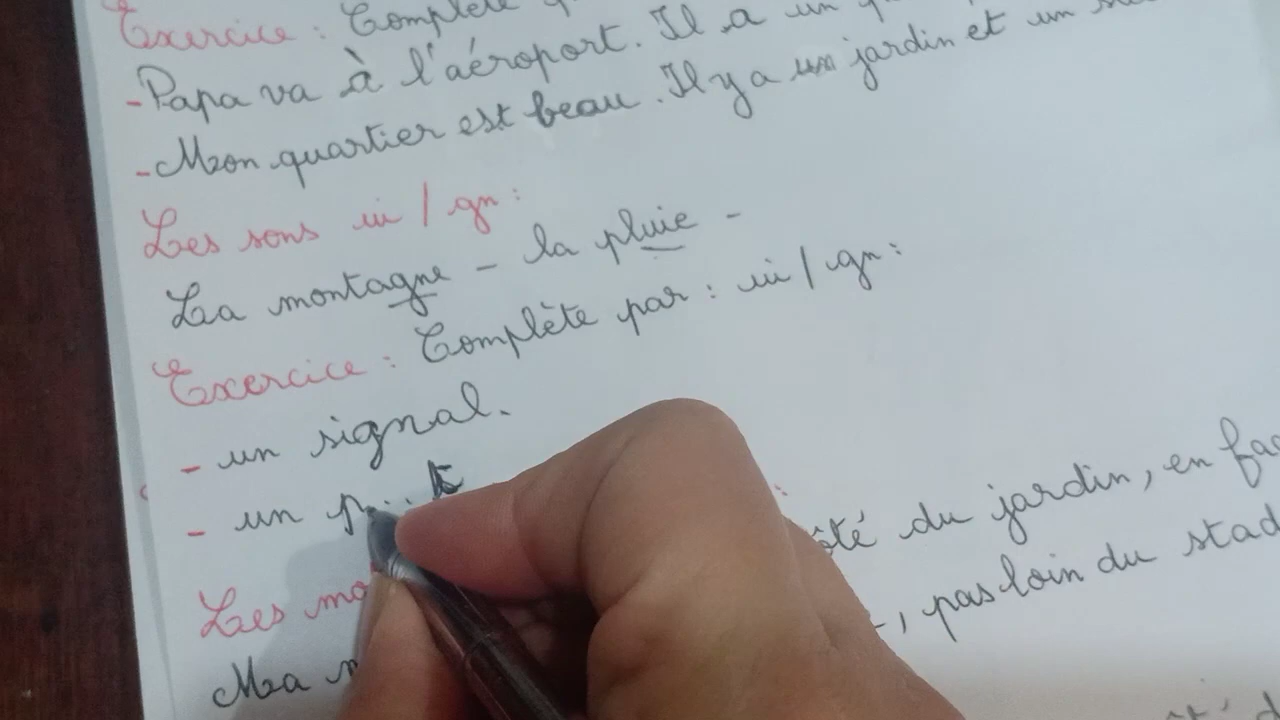 Exercice : Complète
- Papa va à l'aéroport. Il a un
- Mon quartier est beau. Il y a un jardin et un
Les sons ui / gn :
La montagne - la pluie -
Exercice : Complète par : ui / gn :
- un signal.
- un p...t
Les mo :
côté du jardin, en fac
Ma m , pas loin du stad